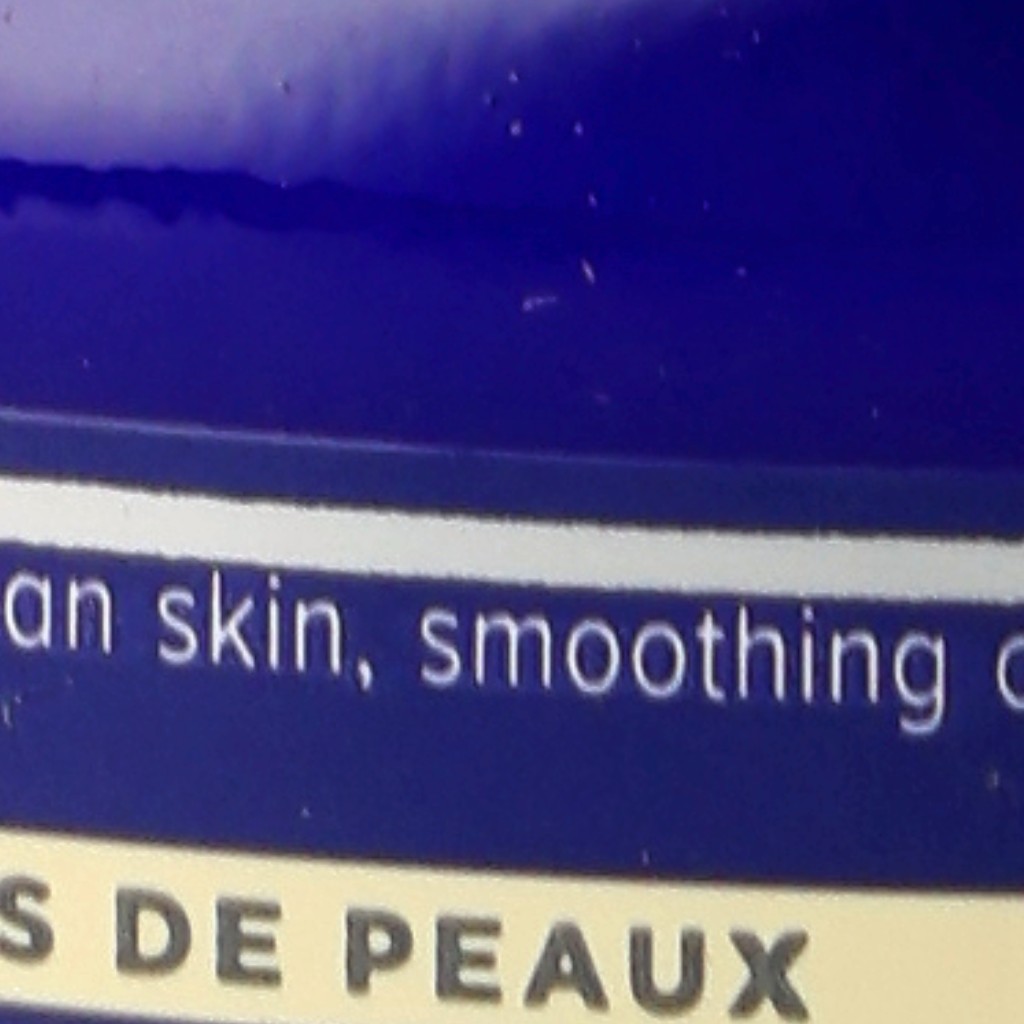 an skin, smoothing
S DE PEAUX